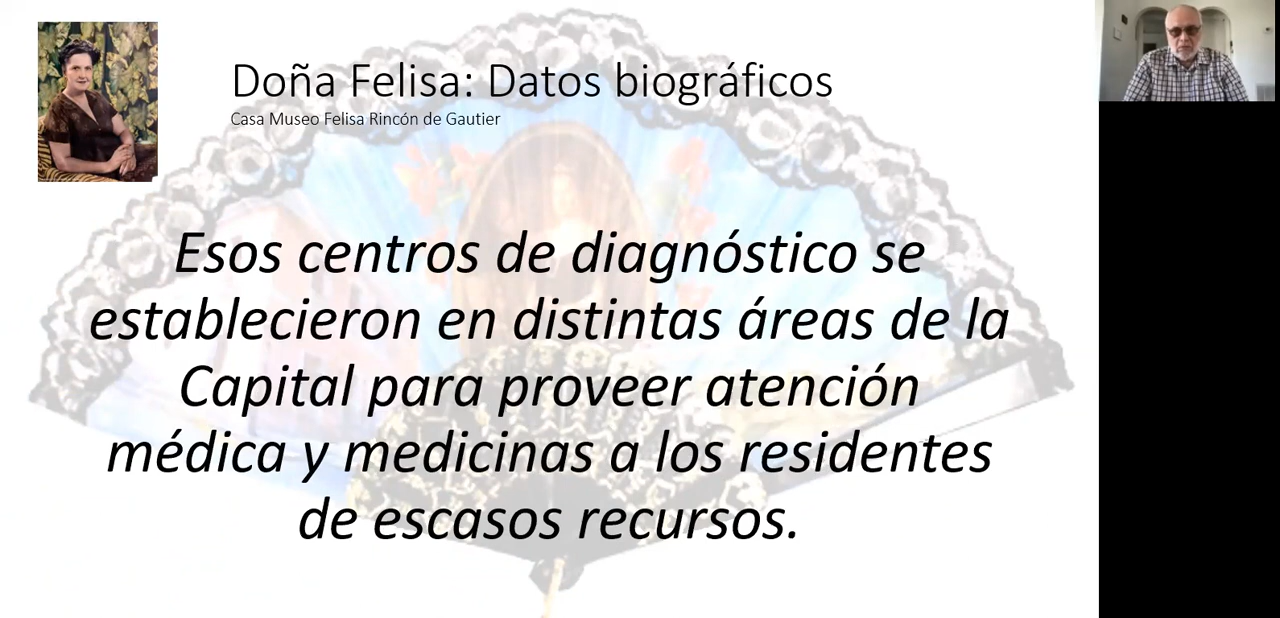 Doña Felisa: Datos biográficos
Casa Museo Felisa Rincón de Gautier
Esos centros de diagnóstico se
establecieron en distintas áreas de la
Capital para proveer atención
médica y medicinas a los residentes
de escasos recursos.